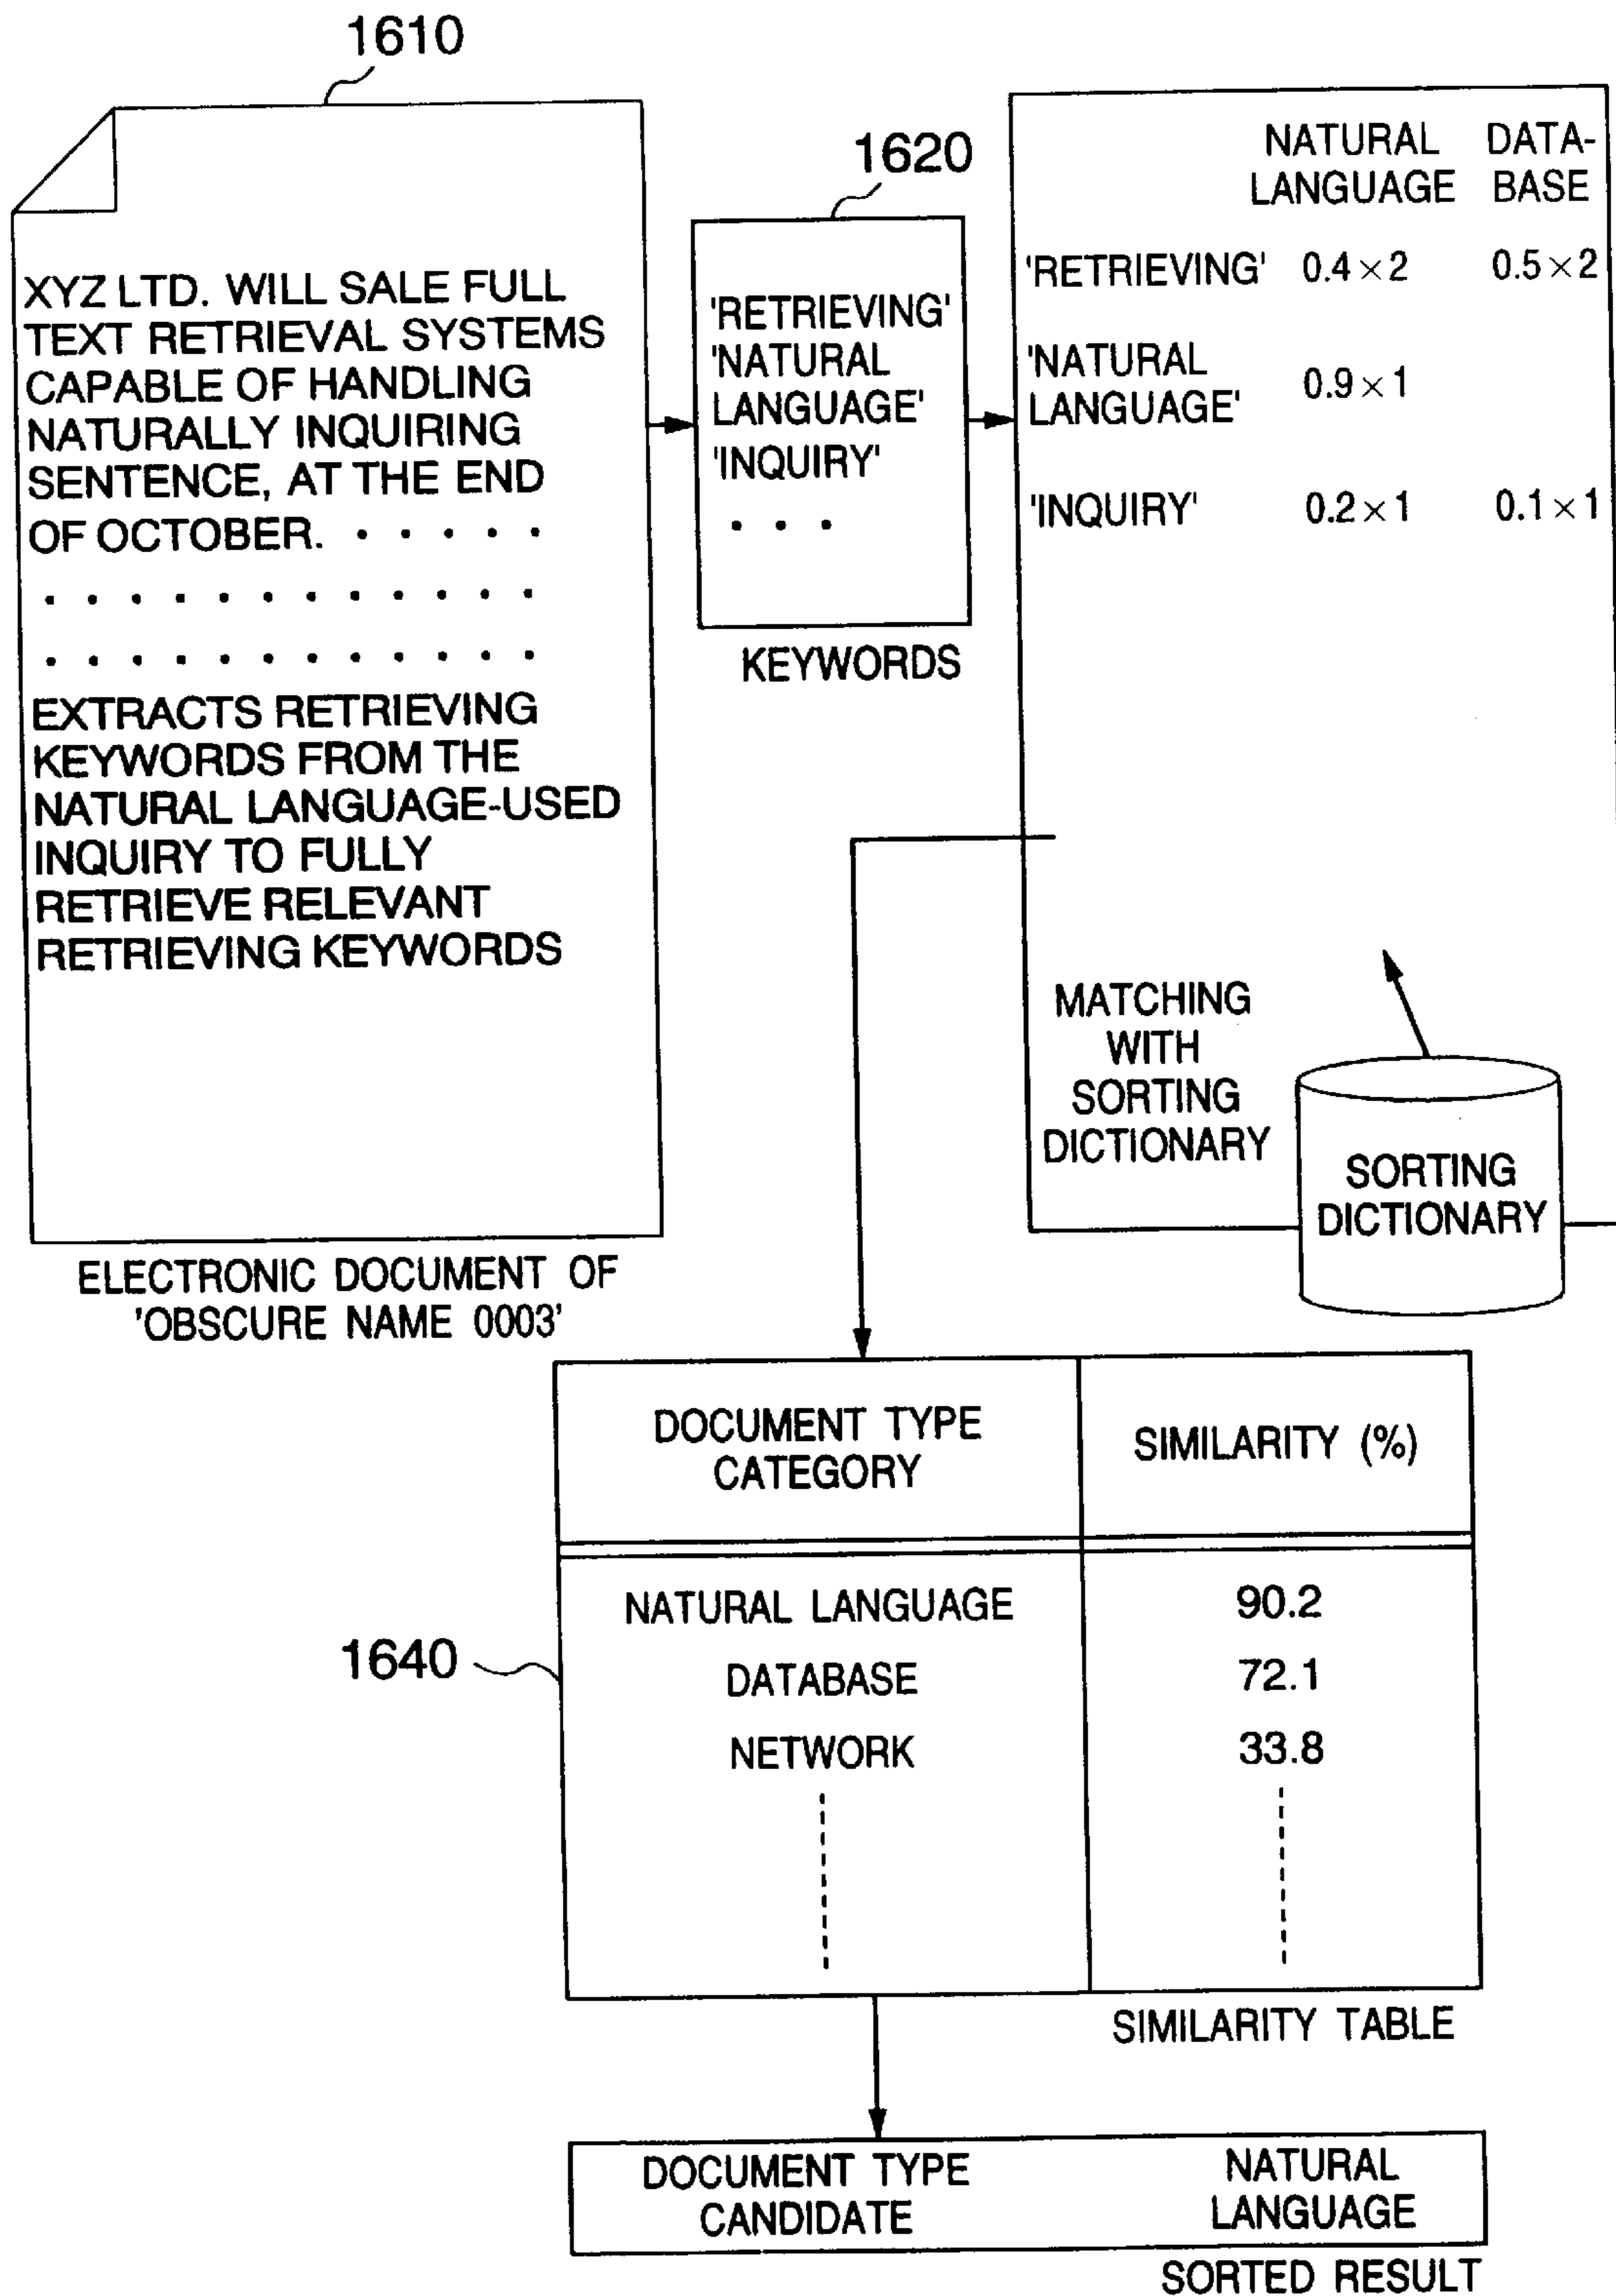 1610
XYZ LTD. WILL SALE FULL
TEXT RETRIEVAL SYSTEMS
CAPABLE OF HANDLING
NATURALLY INQUIRING
SENTENCE, AT THE END
OF OCTOBER. · · · · ·
· · · · · · · · · · · ·
· · · · · · · · · · · ·
EXTRACTS RETRIEVING
KEYWORDS FROM THE
NATURAL LANGUAGE-USED
INQUIRY TO FULLY
RETRIEVE RELEVANT
RETRIEVING KEYWORDS
ELECTRONIC DOCUMENT OF
'OBSCURE NAME 0003'
1620
'RETRIEVING'
'NATURAL
LANGUAGE'
'INQUIRY'
· · ·
KEYWORDS
NATURAL DATA-
LANGUAGE BASE
'RETRIEVING' 0.4×2 0.5×2
'NATURAL
LANGUAGE' 0.9×1
'INQUIRY' 0.2×1 0.1×1
MATCHING
WITH
SORTING
DICTIONARY
SORTING
DICTIONARY
DOCUMENT TYPE
CATEGORY
SIMILARITY (%)
NATURAL LANGUAGE 90.2
1640
DATABASE 72.1
NETWORK 33.8
SIMILARITY TABLE
DOCUMENT TYPE
CANDIDATE
NATURAL
LANGUAGE
SORTED RESULT